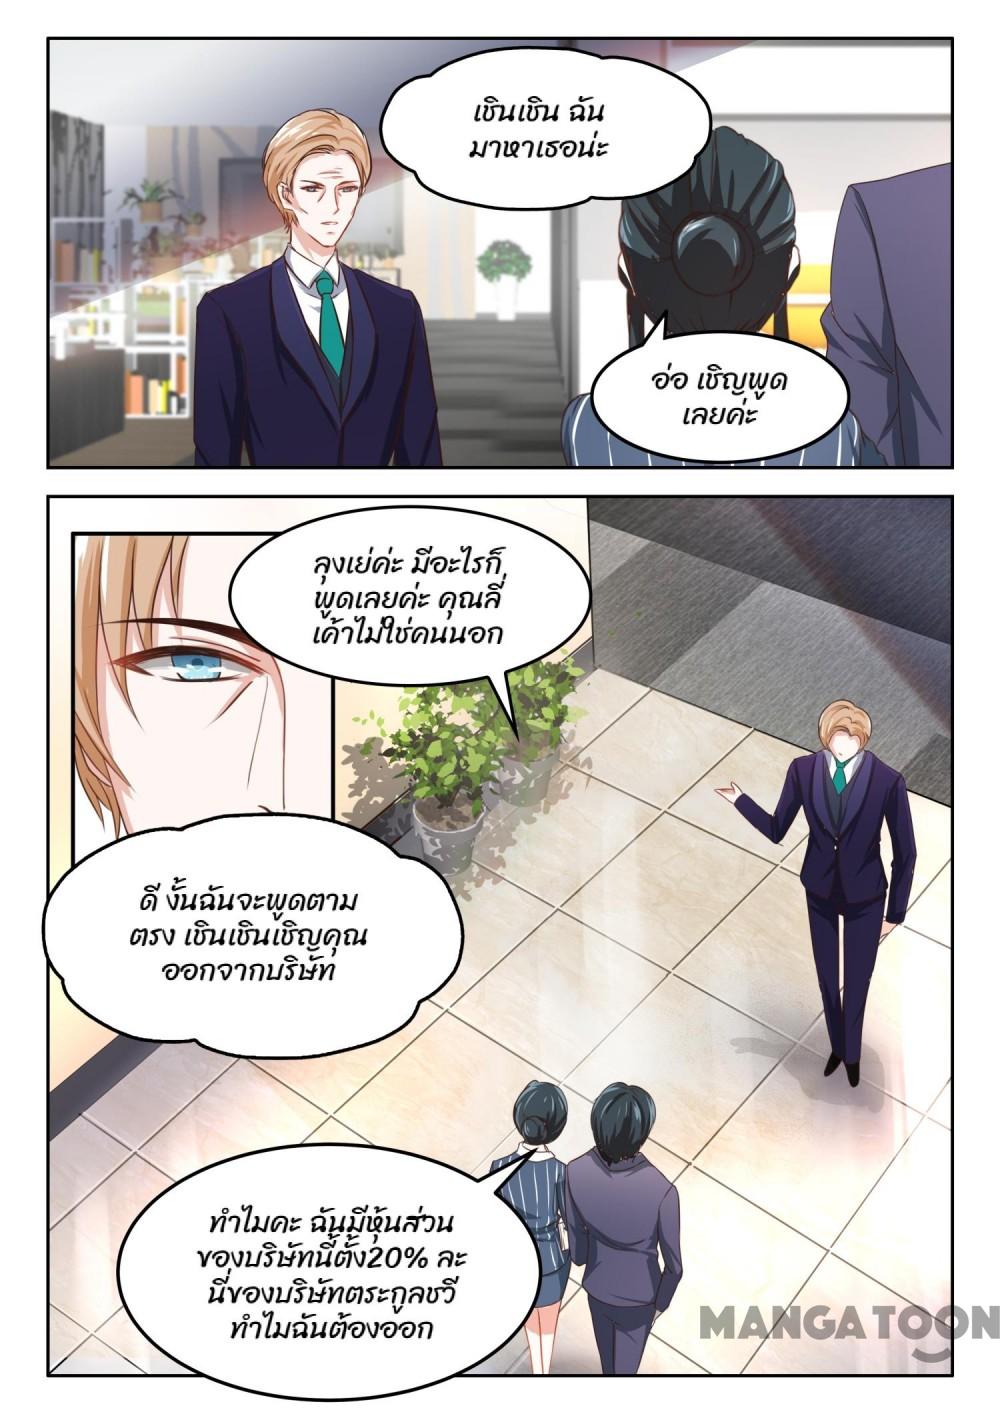 เชินเชิน ฉัน
มาหาเธอน่ะ
อ่อ เชิญพูด
เลยค่ะ
ลุงเย่ค่ะ มีอะไรก็
พูดเลยค่ะ คุณลี่
เค้าไม่ใช่คนนอก
ดี งั้นฉันจะพูดตาม
ตรง เชินเชินเชิญคุณ
ออกจากบริษัท
ทำไมคะ ฉันมีหุ้นส่วน
ของบริษัทนี้ตั้ง20% ละ
นี่ของบริษัทตระกูลชวี
ทำไมฉันต้องออก
MANGATOON